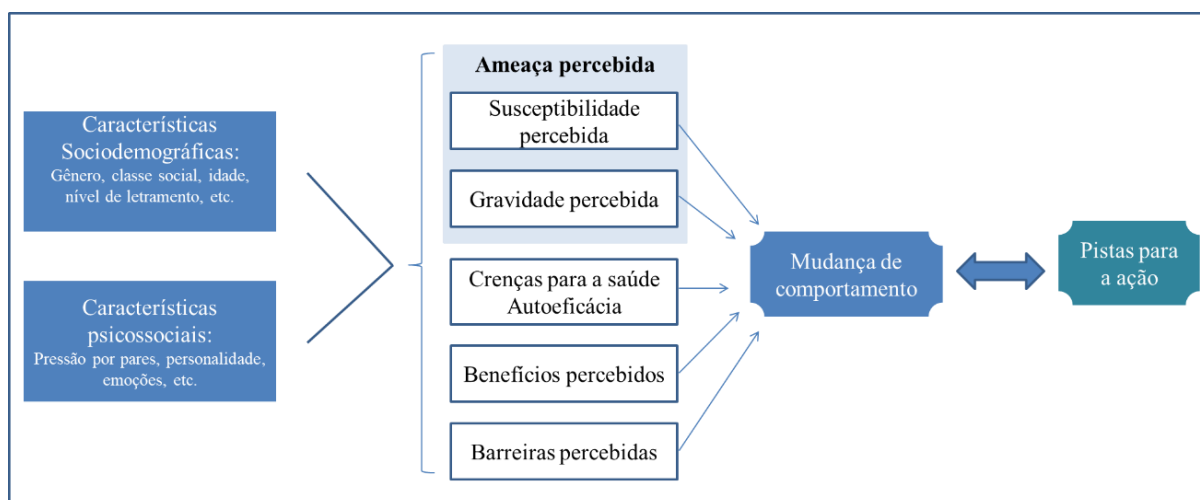 Características
Sociodemográficas:
Gênero, classe social, idade,
nível de letramento, etc.
Características
psicossociais:
Pressão por pares, personalidade,
emoções, etc.
Ameaça percebida
Susceptibilidade
percebida
Gravidade percebida
Crenças para a saúde
Autoeficácia
Benefícios percebidos
Barreiras percebidas
Mudança de
comportamento
Pistas para
a ação